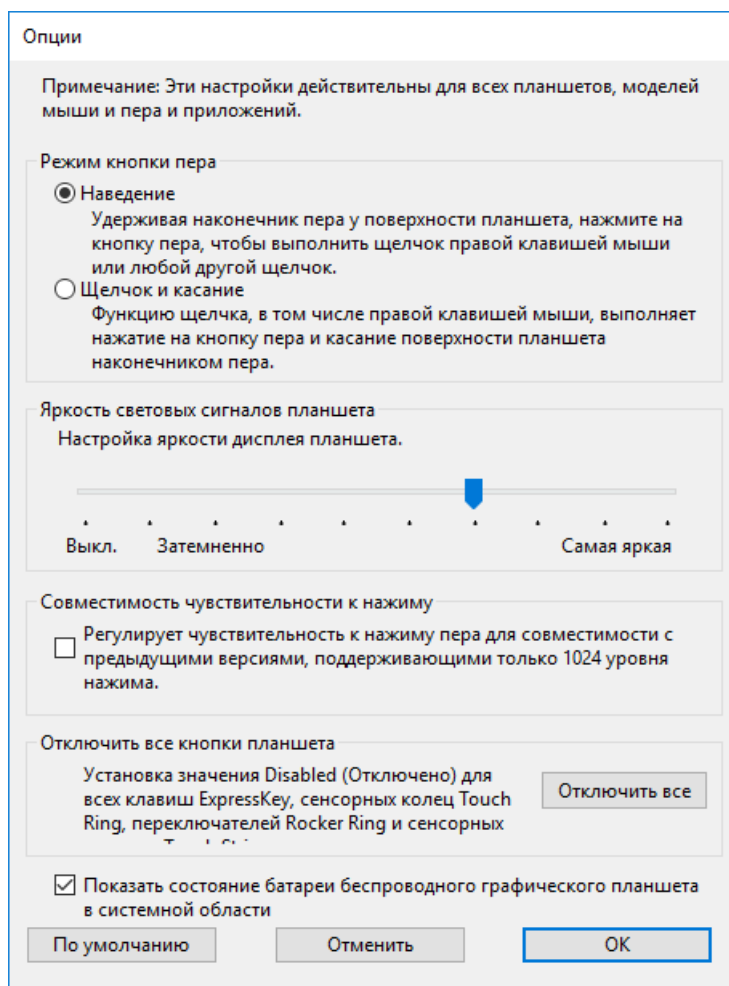 Опции
Примечание: Эти настройки действительны для всех планшетов, моделей
мыши и пера и приложений.
Режим кнопки пера
Наведение
Удерживая наконечник пера у поверхности планшета, нажмите на
кнопку пера, чтобы выполнить щелчок правой клавишей мыши
или любой другой щелчок.
Щелчок и касание
Функцию щелчка, в том числе правой клавишей мыши, выполняет
нажатие на кнопку пера и касание поверхности планшета
наконечником пера.
Яркость световых сигналов планшета
Настройка яркости дисплея планшета.
Выкл. Затемненно Самая яркая
Совместимость чувствительности к нажиму
Регулирует чувствительность к нажиму пера для совместимости с
предыдущими версиями, поддерживающими только 1024 уровня
нажима.
Отключить все кнопки планшета
Установка значения Disabled (Отключено) для
всех клавиш ExpressKey, сенсорных колец Touch
Ring, переключателей Rocker Ring и сенсорных
Отключить все
Показать состояние батареи беспроводного графического планшета
в системной области
По умолчанию Отменить OK